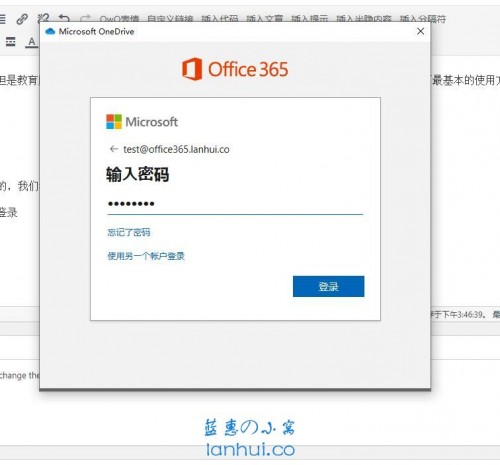 OwO表情 自定义链接 插入代码 插入文章 插入提示 插入半隐内容 插入分隔符
Microsoft OneDrive
Office 365
但是教育
最基本的使用方
Microsoft
← test@office365.lanhui.co
输入密码
••••••••
的，我们
登录
忘记了密码
使用另一个帐户登录
登录
于下午3:46:39。
change the
蓝惠の小窝
lanhui.co